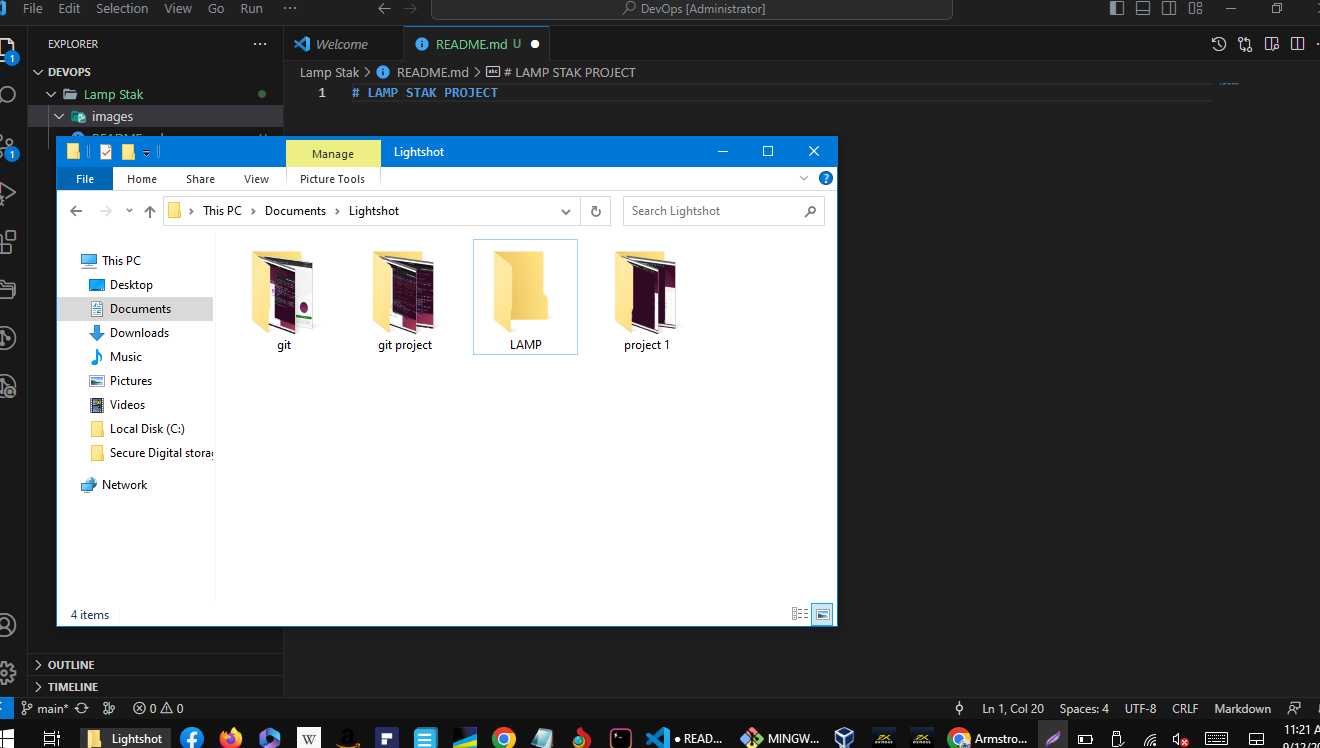 File Edit Selection View Go Run ···
DevOps [Administrator]
EXPLORER ···
Welcome
README.md U
DEVOPS
Lamp Stak
images
Lamp Stak > README.md > # LAMP STAK PROJECT
1 # LAMP STAK PROJECT
Manage
Lightshot
File Home Share View Picture Tools
This PC > Documents > Lightshot
Search Lightshot
This PC
Desktop
Documents
Downloads
Music
Pictures
Videos
Local Disk (C:)
Secure Digital storag
Network
git
git project
LAMP
project 1
4 items
OUTLINE
TIMELINE
main* 0 0
Ln 1, Col 20 Spaces: 4 UTF-8 CRLF Markdown
Lightshot
READ...
MINGW...
Armstro...
11:21 A